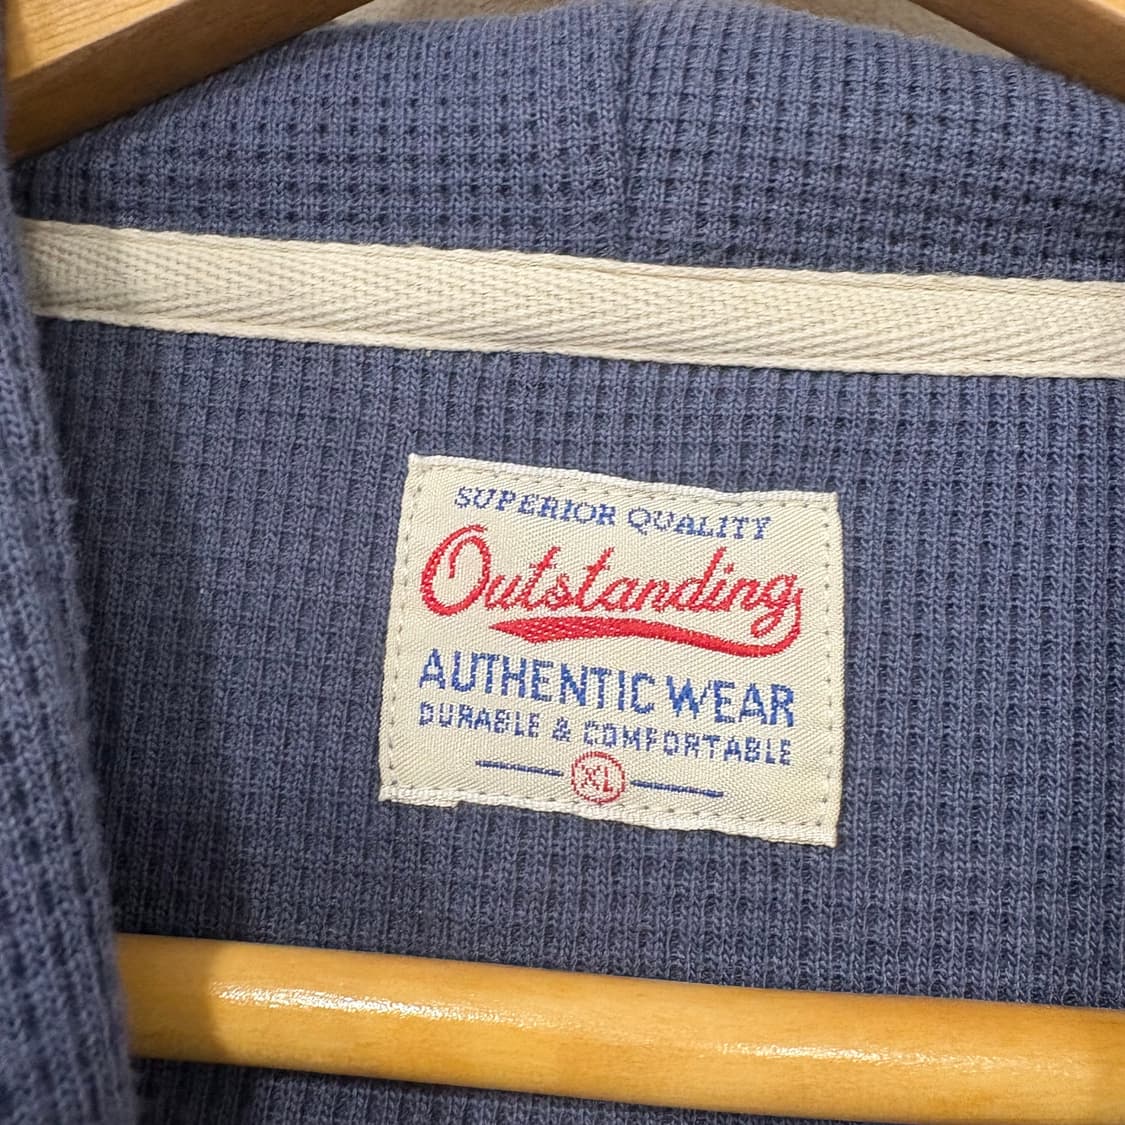 SUPERIOR QUALITY
Outstanding
AUTHENTIC WEAR
DURABLE & COMFORTABLE
XL